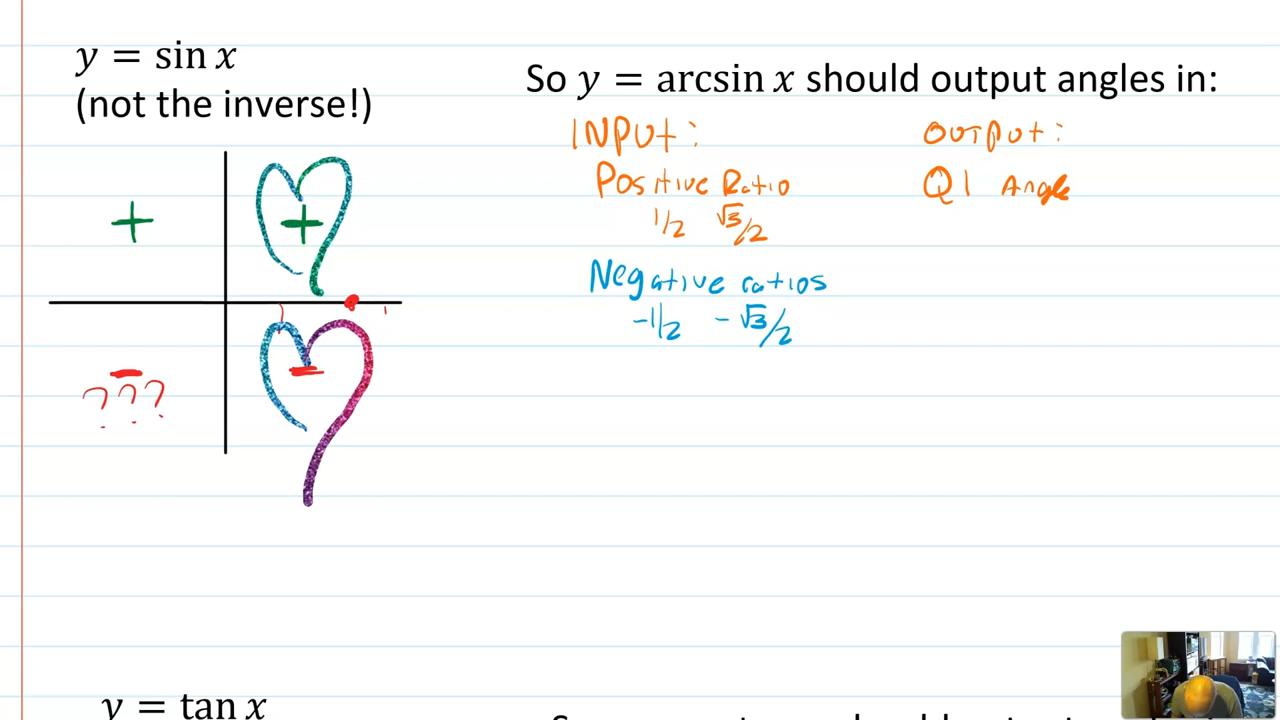 y = sin x
(not the inverse!)
So y = arcsin x should output angles in:
INPUT:
OUTPUT:
Positive Ratio
Q1 Angle
1/2 √3/2
Negative ratios
-1/2 -√3/2
+ +
- -
???
y = tan x